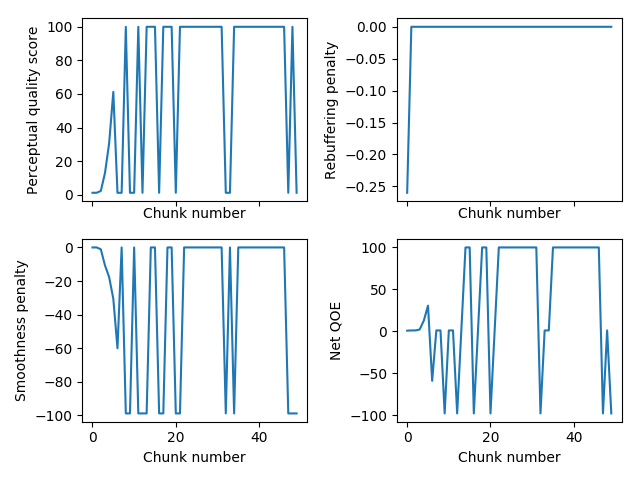 Perceptual quality score
100
80
60
40
20
0
Chunk number
Rebuffering penalty
0.00
−0.05
−0.10
−0.15
−0.20
−0.25
Chunk number
Smoothness penalty
0
−20
−40
−60
−80
−100
0 20 40
Chunk number
Net QOE
100
50
0
−50
−100
0 20 40
Chunk number